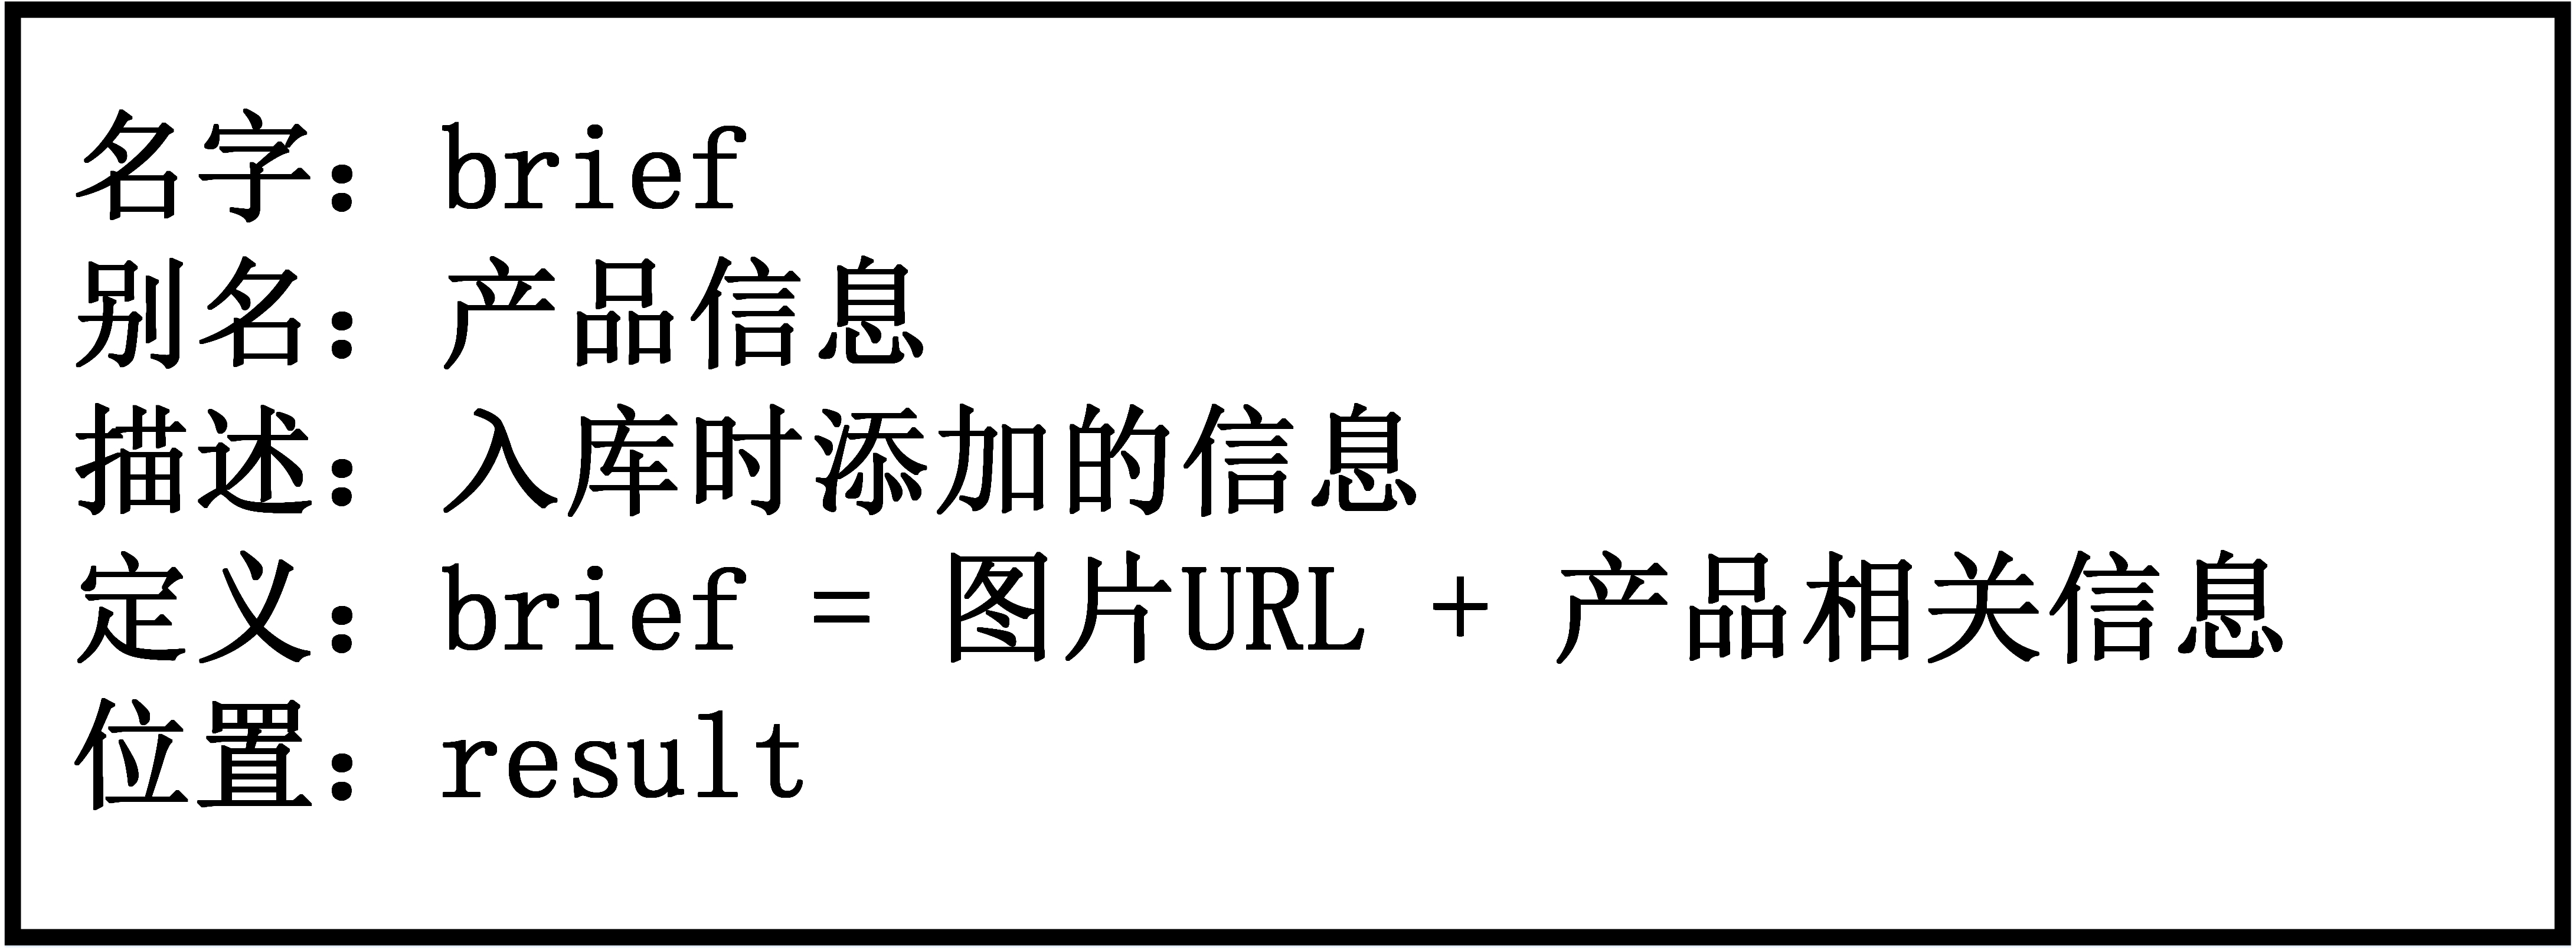 名字：brief
别名：产品信息
描述：入库时添加的信息
定义：brief = 图片URL + 产品相关信息
位置：result